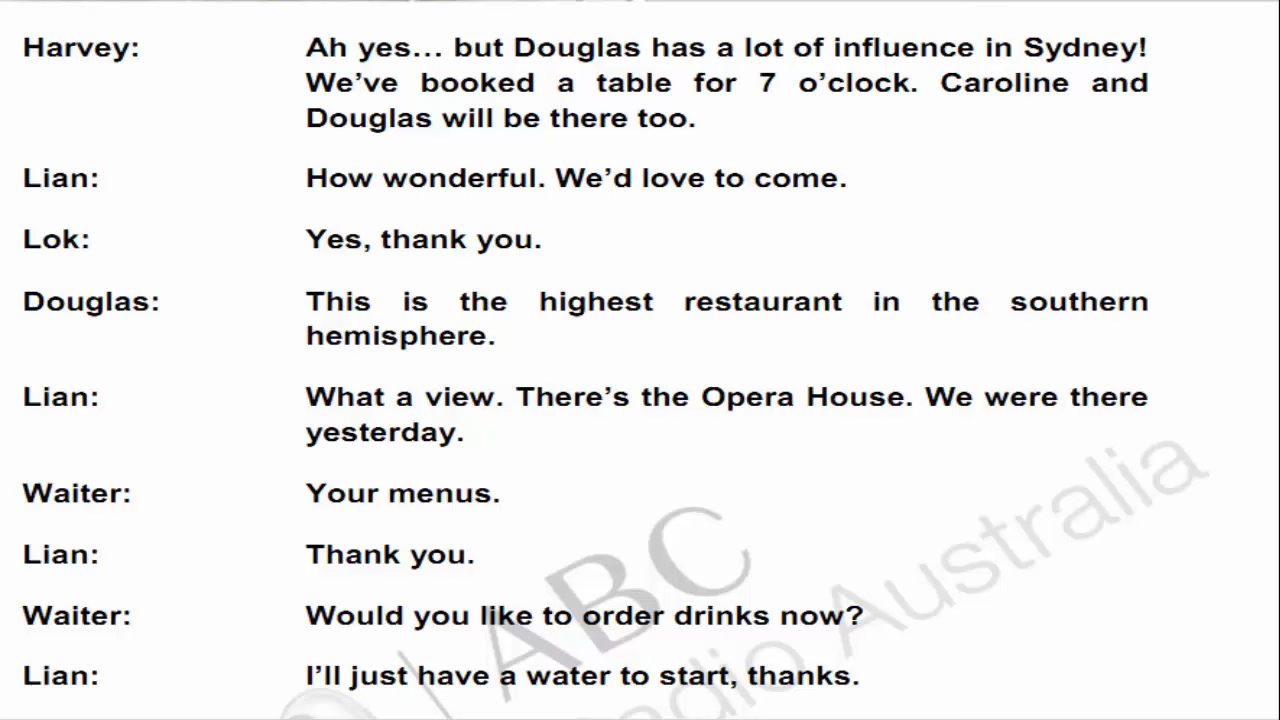 Harvey: Ah yes... but Douglas has a lot of influence in Sydney!
We've booked a table for 7 o'clock. Caroline and
Douglas will be there too.
Lian: How wonderful. We'd love to come.
Lok: Yes, thank you.
Douglas: This is the highest restaurant in the southern
hemisphere.
Lian: What a view. There's the Opera House. We were there
yesterday.
Waiter: Your menus.
Lian: Thank you.
Waiter: Would you like to order drinks now?
Lian: I'll just have a water to start, thanks.
ABC
Radio Australia